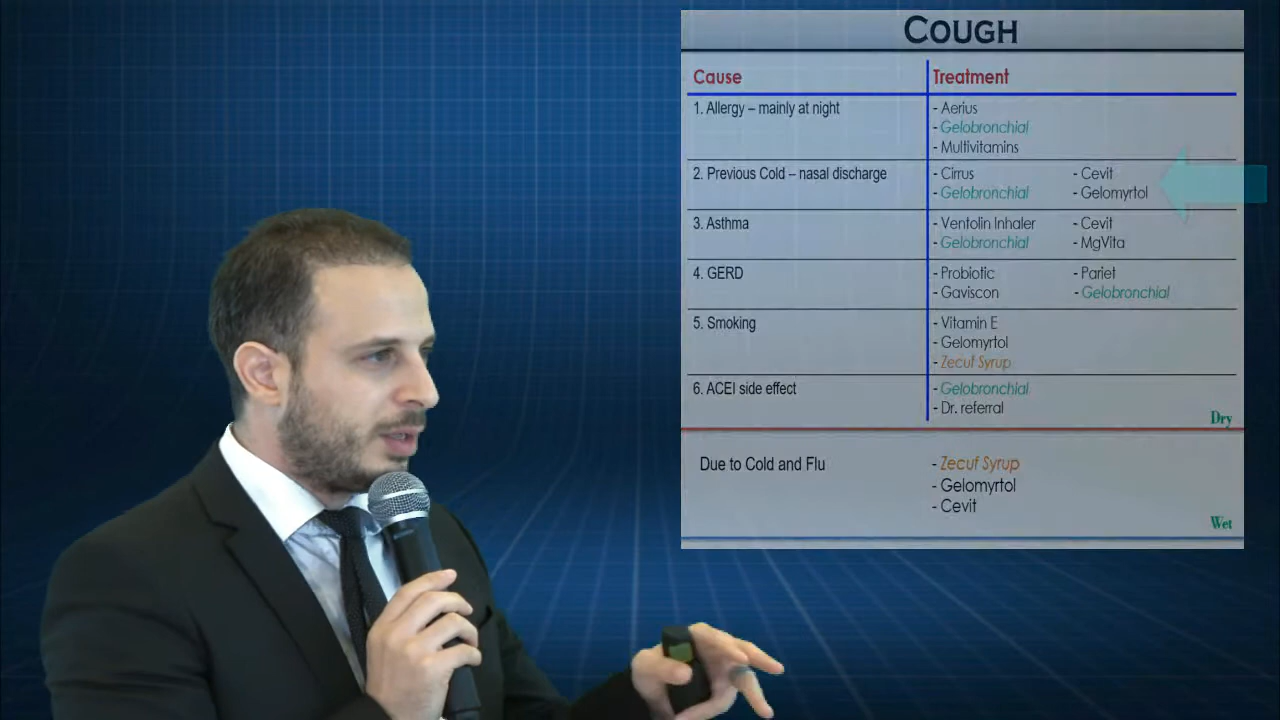 COUGH
Cause Treatment
1. Allergy – mainly at night - Aerius
- Gelobronchial
- Multivitamins
2. Previous Cold – nasal discharge - Cirrus - Cevit
- Gelobronchial - Gelomyrtol
3. Asthma - Ventolin Inhaler - Cevit
- Gelobronchial - MgVita
4. GERD - Probiotic - Pariet
- Gaviscon - Gelobronchial
5. Smoking - Vitamin E
- Gelomyrtol
- Zecuf Syrup
6. ACEI side effect - Gelobronchial
- Dr. referral
Dry
Due to Cold and Flu - Zecuf Syrup
- Gelomyrtol
- Cevit
Wet